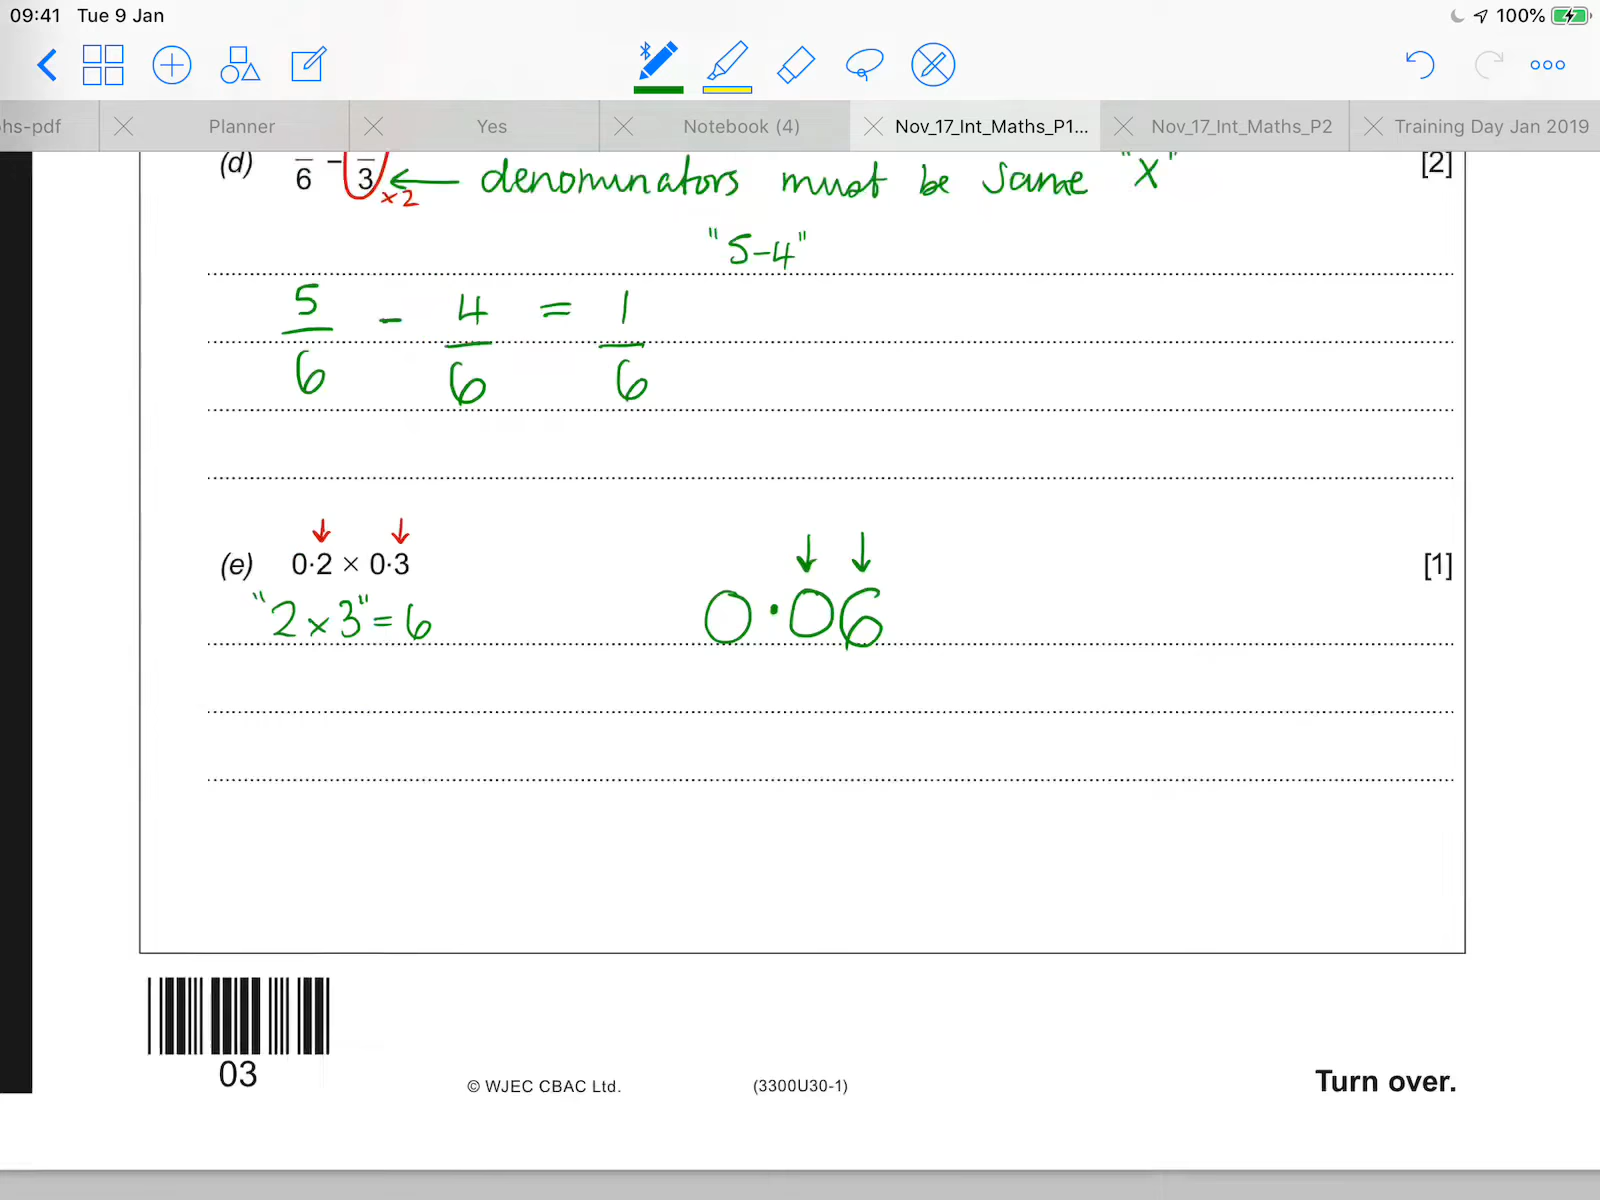 09:41 Tue 9 Jan 100%
hs-pdf Planner Yes Notebook (4) Nov_17_Int_Maths_P1... Nov_17_Int_Maths_P2 Training Day Jan 2019
(d) 6 - 3 ×2 ← denominators must be same "x" [2]
"5-4"
5 - 4 = 1
6 6 6
(e) 0·2 × 0·3 [1]
"2 × 3" = 6 0·06
03
© WJEC CBAC Ltd. (3300U30-1) Turn over.